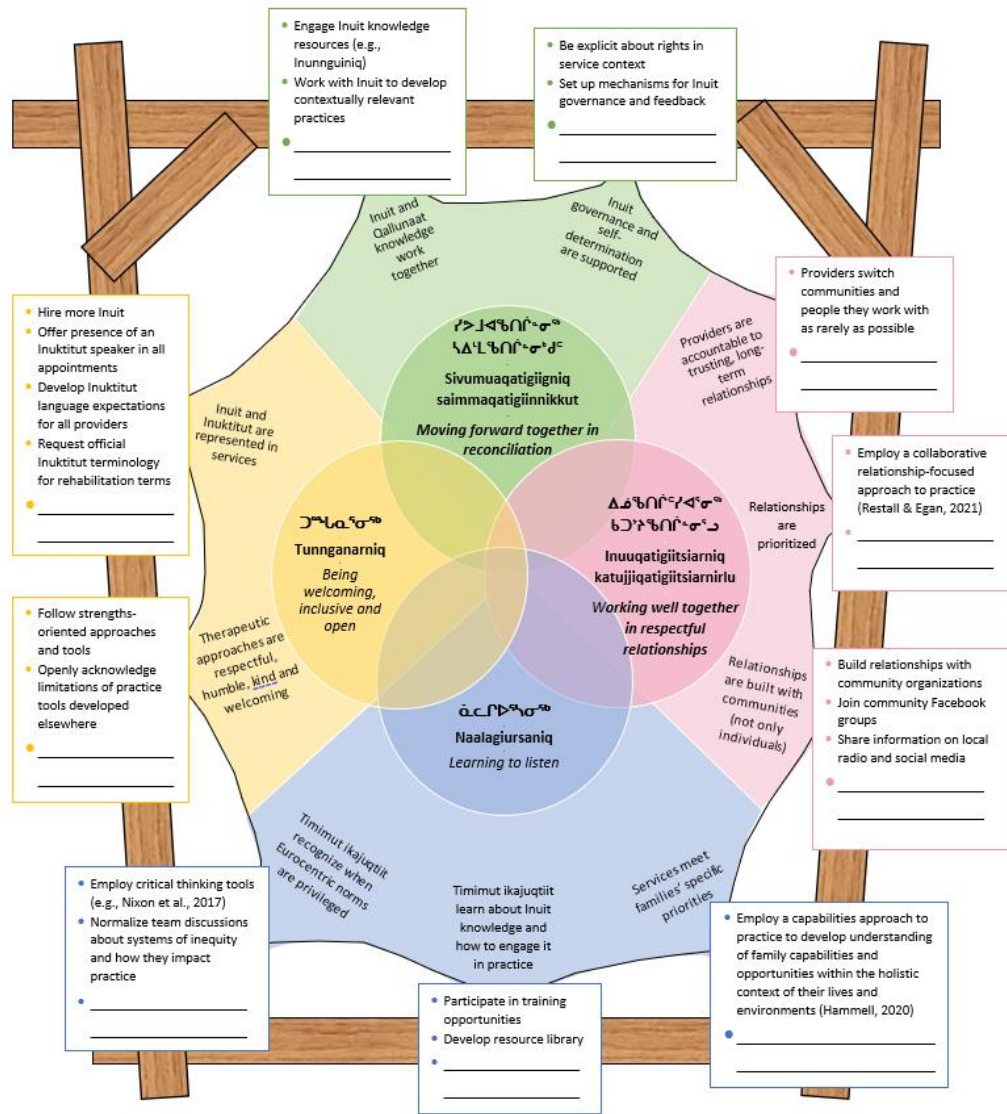 Engage Inuit knowledge
resources (e.g.,
Inunnguiniq)
Work with Inuit to develop
contextually relevant
practices
Be explicit about rights in
service context
Set up mechanisms for Inuit
governance and feedback
Inuit and
Qallunaat
knowledge
work
together
Inuit
governance and
self-
determination
are supported
Hire more Inuit
Offer presence of an
Inuktitut speaker in all
appointments
Develop Inuktitut
language expectations
for all providers
Request official
Inuktitut terminology
for rehabilitation terms
Inuit and
Inuktitut are
represented in
services
ᓯᕗᒧᐊᖃᑎᒌᓐᓂᖅ
ᓴᐃᒻᒪᖃᑎᒌᓐᓂᒃᑯᑦ
Sivumuaqatigiigniq
saimmaqatigiinnikkut
Moving forward together in
reconciliation
Providers are
accountable to
trusting, long-
term
relationships
Providers switch
communities and
people they work with
as rarely as possible
Employ a collaborative
relationship-focused
approach to practice
(Restall & Egan, 2021)
Relationships
are
prioritized
ᑐᙵᓇᕐᓂᖅ
Tunnganarniq
Being
welcoming,
inclusive and
open
ᐃᓄᖃᑎᒌᑦᓯᐊᕐᓂᖅ
ᑲᑐᔾᔨᖃᑎᒌᓐᓂᕐᓗ
Inuuqatigiitsiarniq
katujjiqatigiitsiarnirlu
Working well together
in respectful
relationships
Follow strengths-
oriented approaches
and tools
Openly acknowledge
limitations of practice
tools developed
elsewhere
Therapeutic
approaches are
respectful,
humble, kind and
welcoming
ᓈᓚᒋᐅᖅᓴᓂᖅ
Naalagiursaniq
Learning to listen
Relationships
are built with
communities
(not only
individuals)
Build relationships with
community organizations
Join community Facebook
groups
Share information on local
radio and social media
Employ critical thinking tools
(e.g., Nixon et al., 2017)
Normalize team discussions
about systems of inequity
and how they impact
practice
Timimut ikajuqtiit
recognize when
Eurocentric norms
are privileged
Timimut ikajuqtiit
learn about Inuit
knowledge and
how to engage it
in practice
Services meet
families' specific
priorities
Participate in training
opportunities
Develop resource library
Employ a capabilities approach to
practice to develop understanding
of family capabilities and
opportunities within the holistic
context of their lives and
environments (Hammell, 2020)